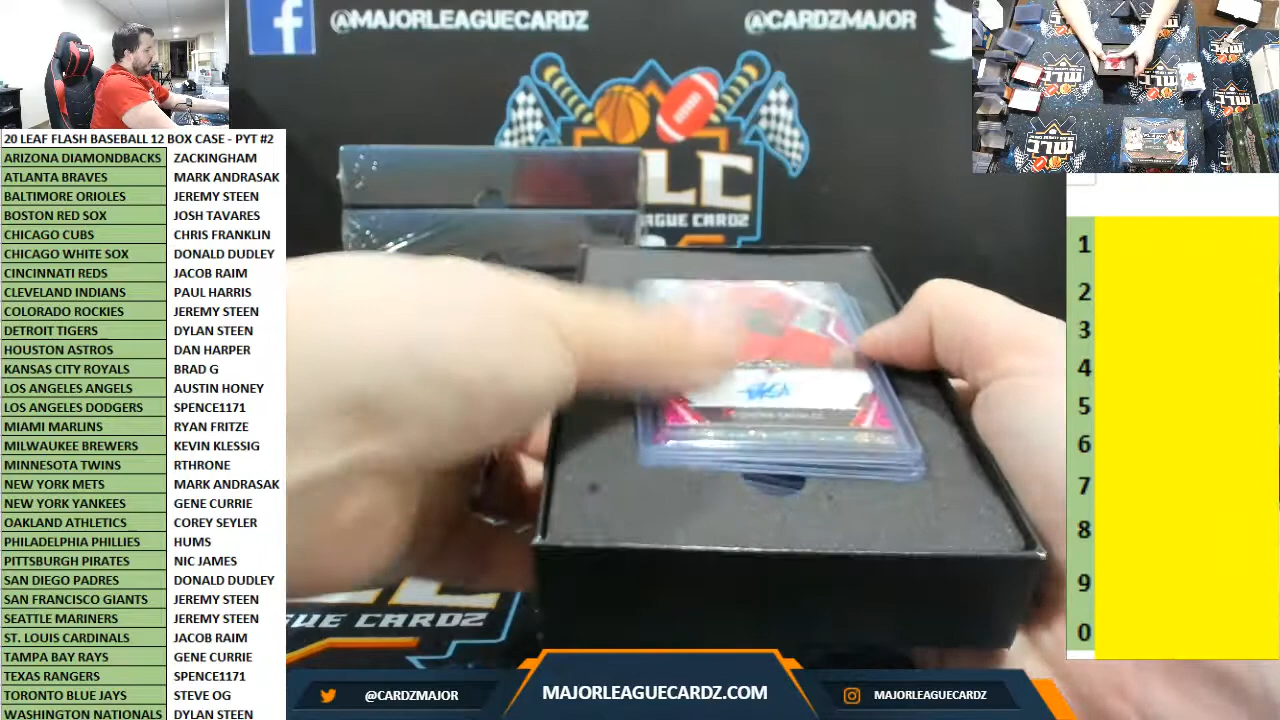 @MAJORLEAGUECARDZ
@CARDZMAJOR
20 LEAF FLASH BASEBALL 12 BOX CASE - PYT #2
ARIZONA DIAMONDBACKS ZACKINGHAM
ATLANTA BRAVES MARK ANDRASAK
BALTIMORE ORIOLES JEREMY STEEN
BOSTON RED SOX JOSH TAVARES
CHICAGO CUBS CHRIS FRANKLIN
CHICAGO WHITE SOX DONALD DUDLEY
CINCINNATI REDS JACOB RAIM
CLEVELAND INDIANS PAUL HARRIS
COLORADO ROCKIES JEREMY STEEN
DETROIT TIGERS DYLAN STEEN
HOUSTON ASTROS DAN HARPER
KANSAS CITY ROYALS BRAD G
LOS ANGELES ANGELS AUSTIN HONEY
LOS ANGELES DODGERS SPENCE1171
MIAMI MARLINS RYAN FRITZE
MILWAUKEE BREWERS KEVIN KLESSIG
MINNESOTA TWINS RTHRONE
NEW YORK METS MARK ANDRASAK
NEW YORK YANKEES GENE CURRIE
OAKLAND ATHLETICS COREY SEYLER
PHILADELPHIA PHILLIES HUMS
PITTSBURGH PIRATES NIC JAMES
SAN DIEGO PADRES DONALD DUDLEY
SAN FRANCISCO GIANTS JEREMY STEEN
SEATTLE MARINERS JEREMY STEEN
ST. LOUIS CARDINALS JACOB RAIM
TAMPA BAY RAYS GENE CURRIE
TEXAS RANGERS SPENCE1171
TORONTO BLUE JAYS STEVE OG
WASHINGTON NATIONALS DYLAN STEEN
LC
AGUE CARDZ
GUE CARDZ
1
2
3
4
5
6
7
8
9
0
@CARDZMAJOR
MAJORLEAGUECARDZ.COM
MAJORLEAGUECARDZ